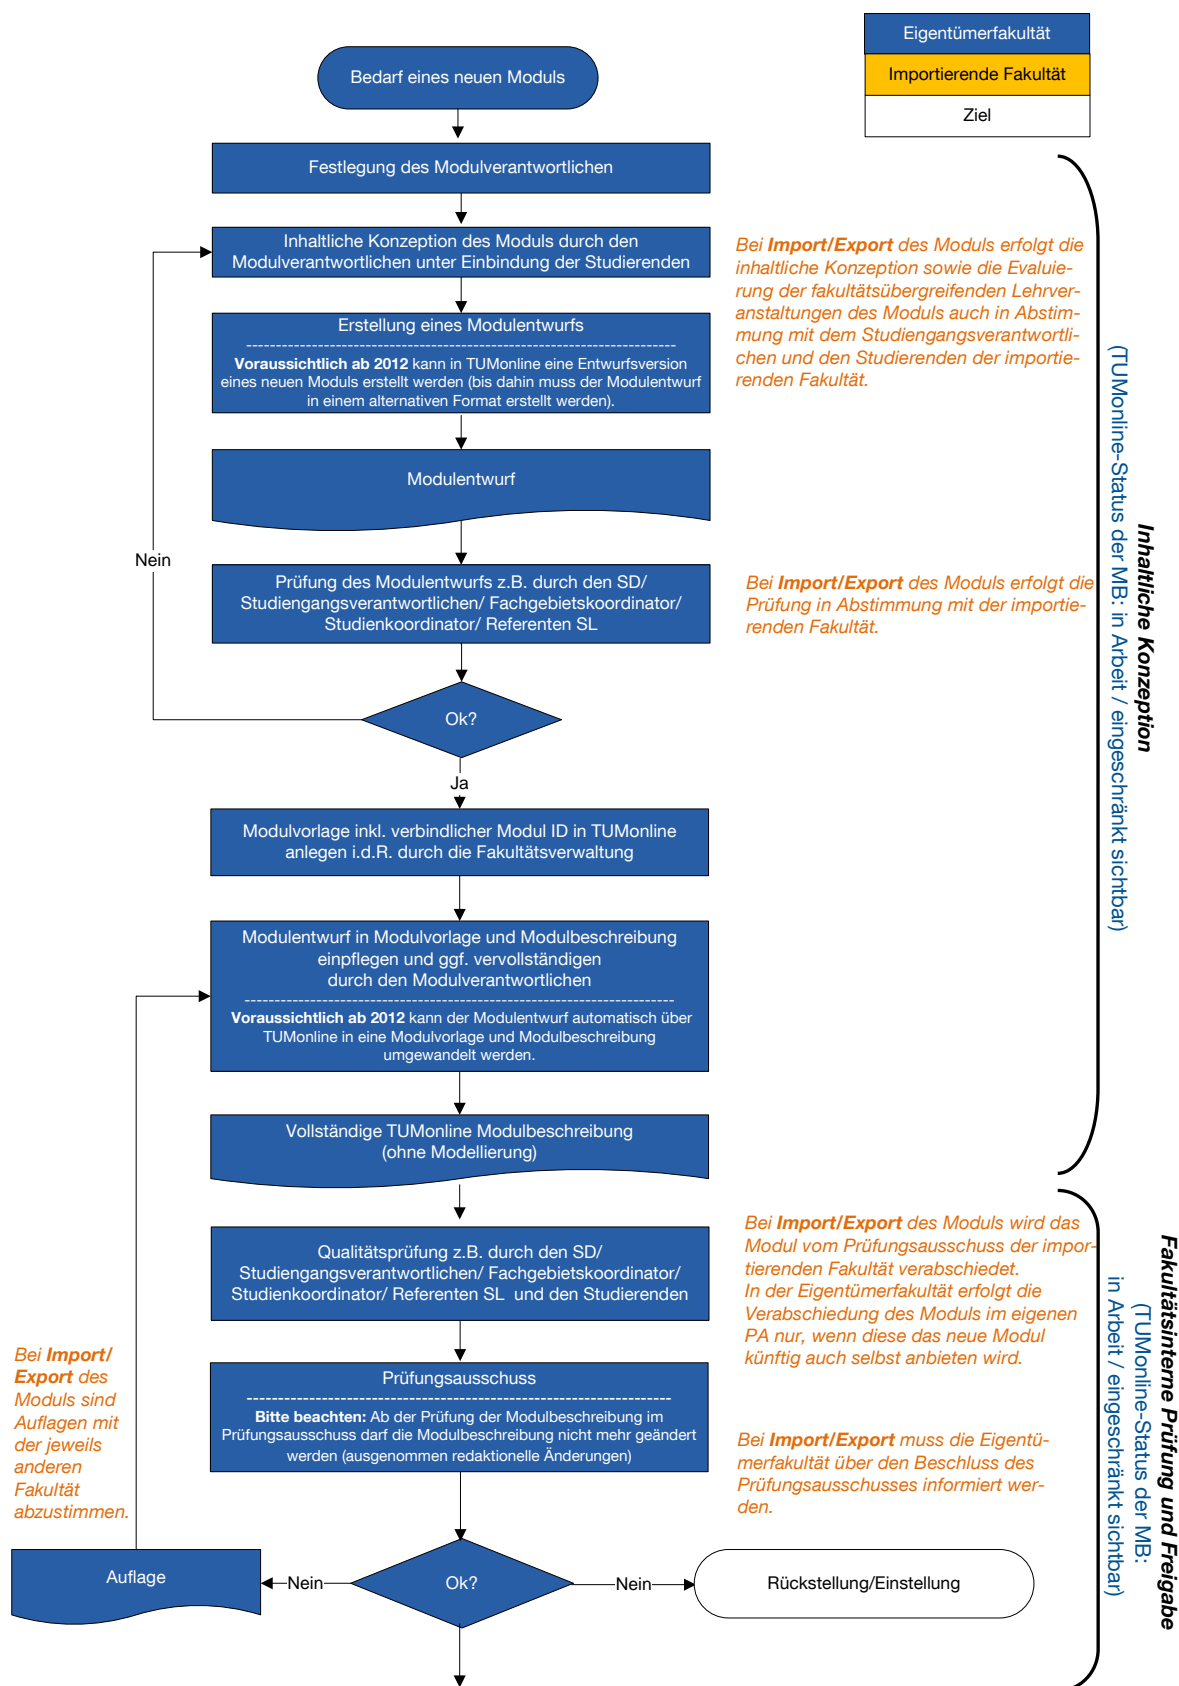 Eigentümerfakultät
Importierende Fakultät
Ziel
Bedarf eines neuen Moduls
Festlegung des Modulverantwortlichen
Inhaltliche Konzeption des Moduls durch den
Modulverantwortlichen unter Einbindung der Studierenden
Bei Import/Export des Moduls erfolgt die
inhaltliche Konzeption sowie die Evaluie-
rung der fakultätsübergreifenden Lehrver-
anstaltungen des Moduls auch in Abstim-
mung mit dem Studiengangsverantwortli-
chen und den Studierenden der importie-
renden Fakultät.
Erstellung eines Modulentwurfs
------------------------------------------------------------------------
Voraussichtlich ab 2012 kann in TUMonline eine Entwurfsversion
eines neuen Moduls erstellt werden (bis dahin muss der Modulentwurf
in einem alternativen Format erstellt werden).
Modulentwurf
Nein
Prüfung des Modulentwurfs z.B. durch den SD/
Studiengangsverantwortlichen/ Fachgebietskoordinator/
Studienkoordinator/ Referenten SL
Bei Import/Export des Moduls erfolgt die
Prüfung in Abstimmung mit der importie-
renden Fakultät.
Ok?
Ja
Modulvorlage inkl. verbindlicher Modul ID in TUMonline
anlegen i.d.R. durch die Fakultätsverwaltung
Modulentwurf in Modulvorlage und Modulbeschreibung
einpflegen und ggf. vervollständigen
durch den Modulverantwortlichen
------------------------------------------------------------------------
Voraussichtlich ab 2012 kann der Modulentwurf automatisch über
TUMonline in eine Modulvorlage und Modulbeschreibung
umgewandelt werden.
Vollständige TUMonline Modulbeschreibung
(ohne Modellierung)
Inhaltliche Konzeption
(TUMonline-Status der MB: in Arbeit / eingeschränkt sichtbar)
Qualitätsprüfung z.B. durch den SD/
Studiengangsverantwortlichen/ Fachgebietskoordinator/
Studienkoordinator/ Referenten SL und den Studierenden
Bei Import/Export des Moduls wird das
Modul vom Prüfungsausschuss der impor-
tierenden Fakultät verabschiedet.
In der Eigentümerfakultät erfolgt die
Verabschiedung des Moduls im eigenen
PA nur, wenn diese das neue Modul
künftig auch selbst anbieten wird.
Bei Import/
Export des
Moduls sind
Auflagen mit
der jeweils
anderen
Fakultät
abzustimmen.
Prüfungsausschuss
-----------------------------------------------------------------------
Bitte beachten: Ab der Prüfung der Modulbeschreibung im
Prüfungsausschuss darf die Modulbeschreibung nicht mehr geändert
werden (ausgenommen redaktionelle Änderungen)
Bei Import/Export muss die Eigentü-
merfakultät über den Beschluss des
Prüfungsausschusses informiert wer-
den.
Auflage
Nein
Ok?
Nein
Rückstellung/Einstellung
Fakultätsinterne Prüfung und Freigabe
(TUMonline-Status der MB:
in Arbeit / eingeschränkt sichtbar)